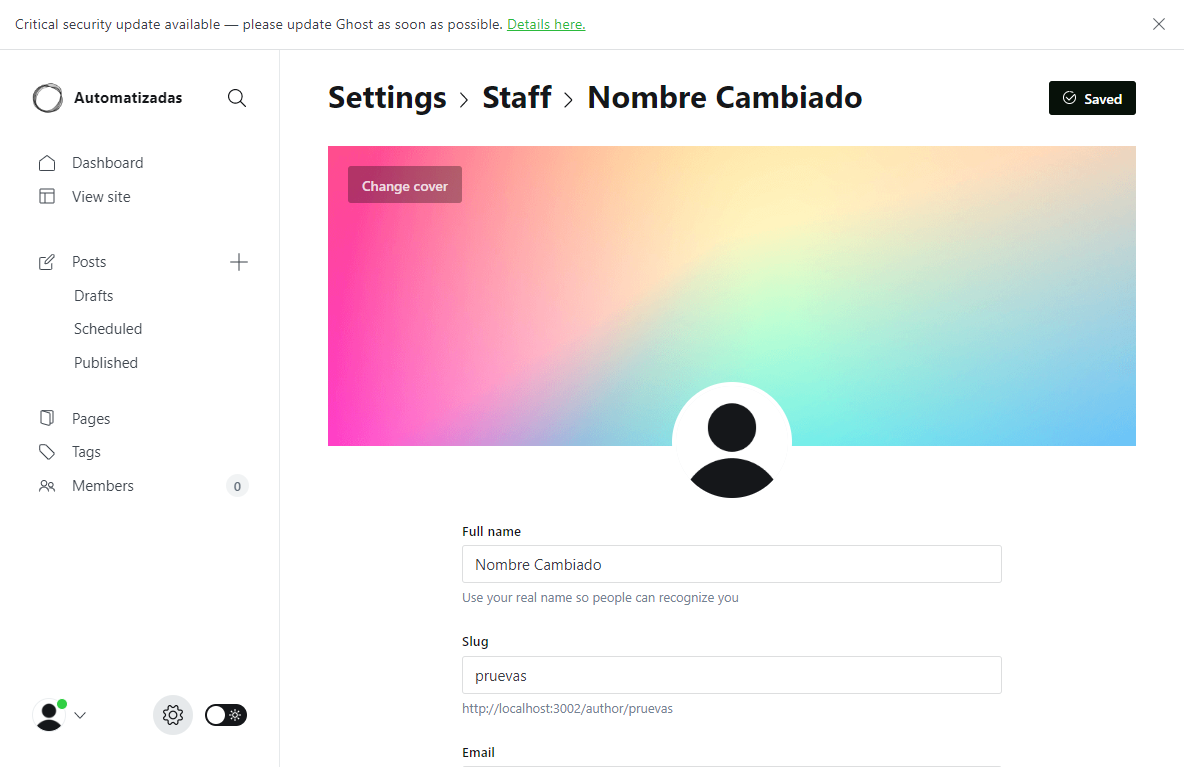 Critical security update available — please update Ghost as soon as possible. Details here.
Automatizadas
Dashboard
View site
Posts
Drafts
Scheduled
Published
Pages
Tags
Members 0
Settings > Staff > Nombre Cambiado
Saved
Change cover
Full name
Nombre Cambiado
Use your real name so people can recognize you
Slug
pruevas
http://localhost:3002/author/pruevas
Email